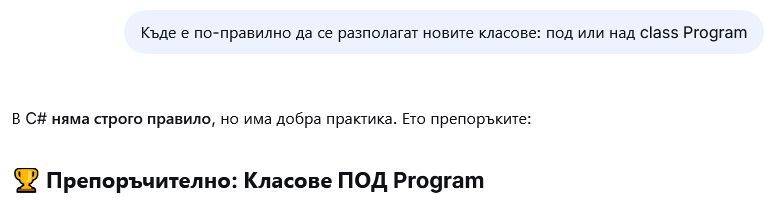 Къде е по-правилно да се разполагат новите класове: под или над class Program
В C# няма строго правило, но има добра практика. Ето препоръките:
🏆 Препоръчително: Класове ПОД Program